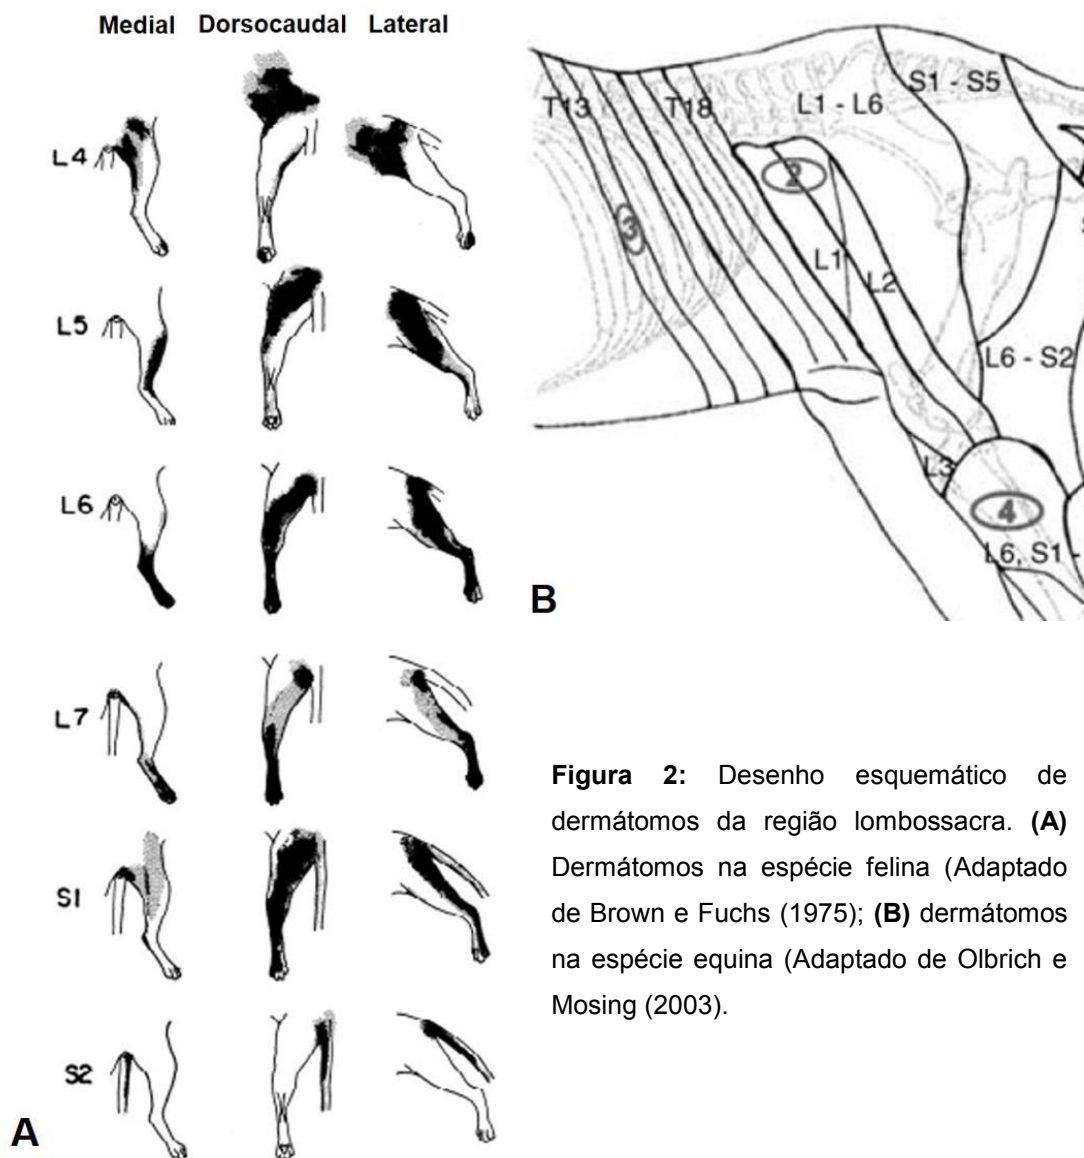 Medial Dorsocaudal Lateral
L4
L5
L6
L7
S1
S2
A
T13
T18
L1 - L6
S1 - S5
2
3
L1
L2
L6 - S2
L3
4
L6, S1 -
B
Figura 2: Desenho esquemático de
dermátomos da região lombossacra. (A)
Dermátomos na espécie felina (Adaptado
de Brown e Fuchs (1975); (B) dermátomos
na espécie equina (Adaptado de Olbrich e
Mosing (2003).